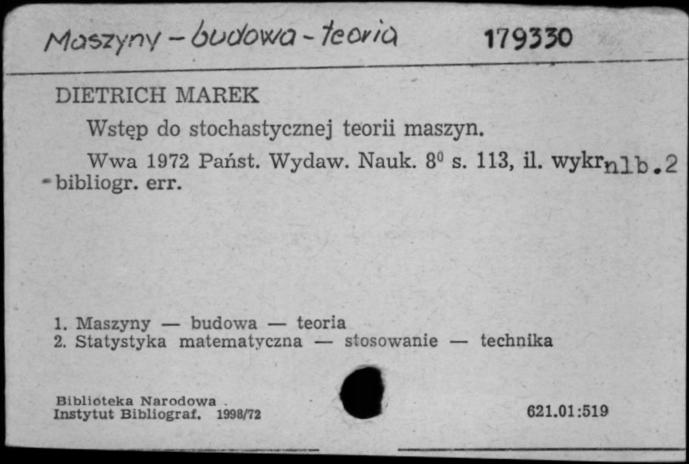 Maszyny – budowa – teoria 179330
DIETRICH MAREK
Wstęp do stochastycznej teorii maszyn.
Wwa 1972 Państ. Wydaw. Nauk. 8⁰ s. 113, il. wykr nlb.2
bibliogr. err.
1. Maszyny — budowa — teoria
2. Statystyka matematyczna — stosowanie — technika
Biblioteka Narodowa
Instytut Bibliograf. 1998/72 621.01:519